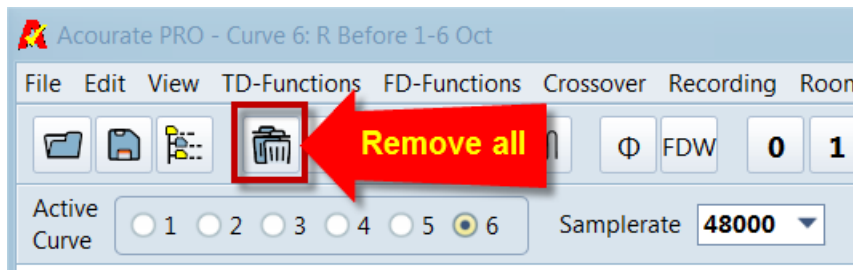 Acourate PRO - Curve 6: R Before 1-6 Oct
File Edit View TD-Functions FD-Functions Crossover Recording Room
Remove all Φ FDW 0 1
Active
Curve
1 2 3 4 5 6 Samplerate 48000